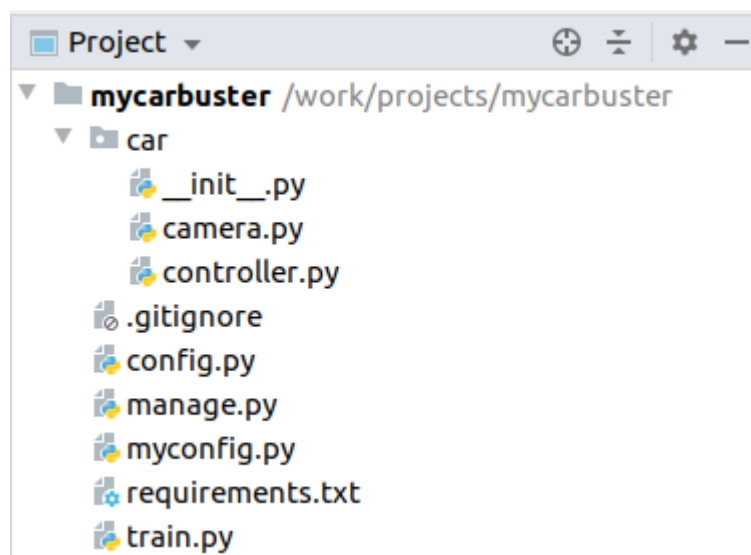 Project
mycarbuster /work/projects/mycarbuster
car
__init__.py
camera.py
controller.py
.gitignore
config.py
manage.py
myconfig.py
requirements.txt
train.py